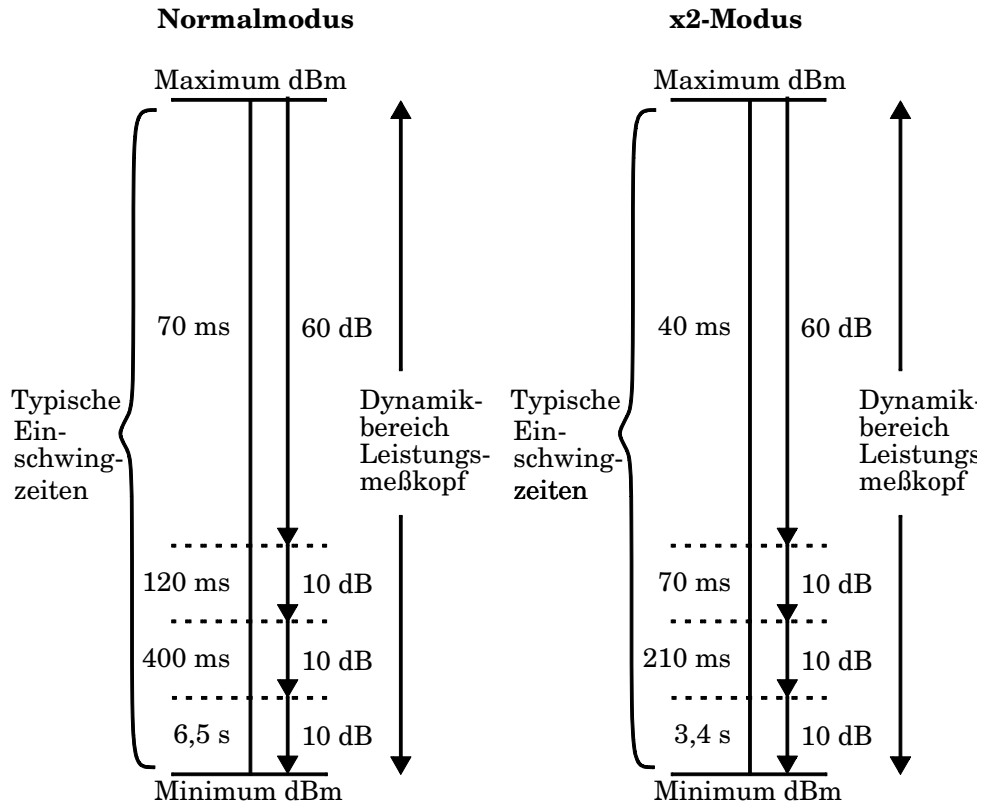 Normalmodus
Maximum dBm
70 ms
60 dB
Typische
Ein-
schwing-
zeiten
Dynamik-
bereich
Leistungs-
meßkopf
120 ms
10 dB
400 ms
10 dB
6,5 s
10 dB
Minimum dBm
x2-Modus
Maximum dBm
40 ms
60 dB
Typische
Ein-
schwing-
zeiten
Dynamik-
bereich
Leistungs
meßkopf
70 ms
10 dB
210 ms
10 dB
3,4 s
10 dB
Minimum dBm